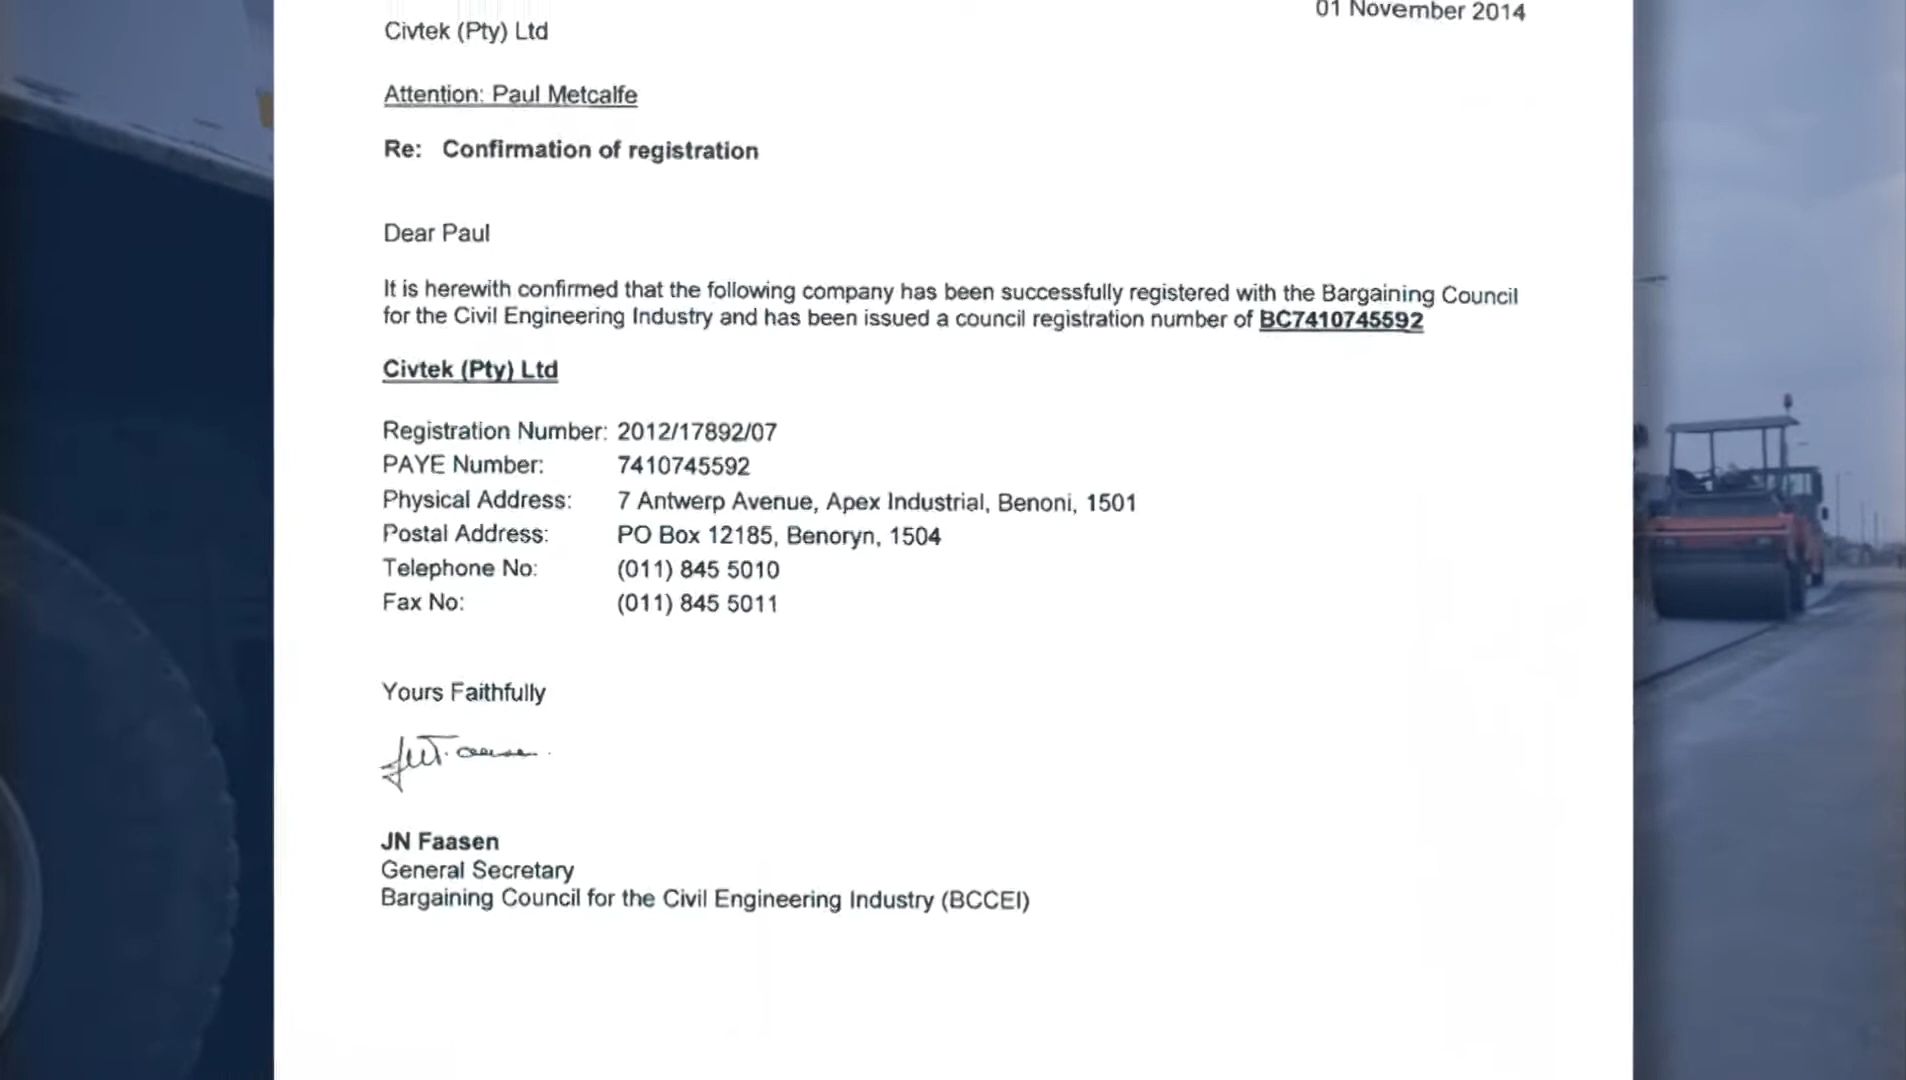 01 November 2014
Civtek (Pty) Ltd
Attention: Paul Metcalfe
Re: Confirmation of registration
Dear Paul
It is herewith confirmed that the following company has been successfully registered with the Bargaining Council
for the Civil Engineering Industry and has been issued a council registration number of BC7410745592
Civtek (Pty) Ltd
Registration Number: 2012/17892/07
PAYE Number: 7410745592
Physical Address: 7 Antwerp Avenue, Apex Industrial, Benoni, 1501
Postal Address: PO Box 12185, Benoryn, 1504
Telephone No: (011) 845 5010
Fax No: (011) 845 5011
Yours Faithfully
JN Faasen
General Secretary
Bargaining Council for the Civil Engineering Industry (BCCEI)